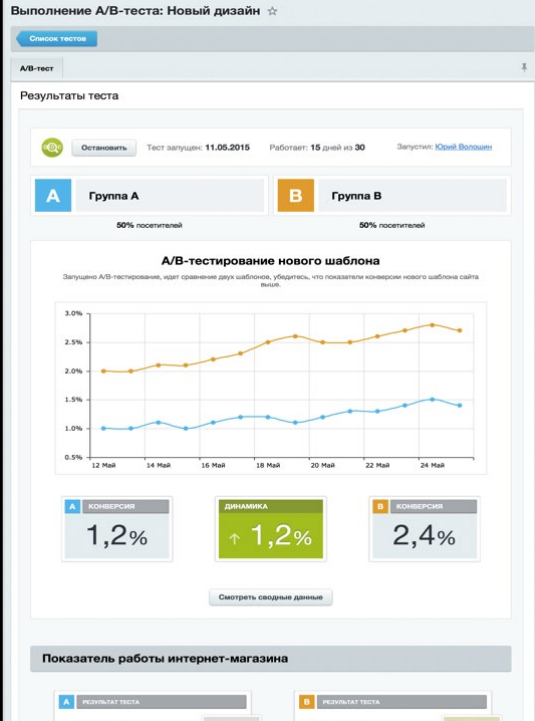 Выполнение А/В-теста: Новый дизайн ☆
Список тестов
А/В-тест
Результаты теста
Остановить Тест запущен: 11.05.2015 Работает: 15 дней из 30 Запустил: Юрий Волошин
A Группа А B Группа В
50% посетителей 50% посетителей
А/В-тестирование нового шаблона
Запущено А/В-тестирование, идет сравнение двух шаблонов, убедитесь, что показатели конверсии нового шаблона сайта
выше.
3.0%
2.5%
2.0%
1.5%
1.0%
0.5%
12 Май 14 Май 16 Май 18 Май 20 Май 22 Май 24 Май
A КОНВЕРСИЯ ДИНАМИКА B КОНВЕРСИЯ
1,2% ↑ 1,2% 2,4%
Смотреть сводные данные
Показатель работы интернет-магазина
A РЕЗУЛЬТАТ ТЕСТА B РЕЗУЛЬТАТ ТЕСТА